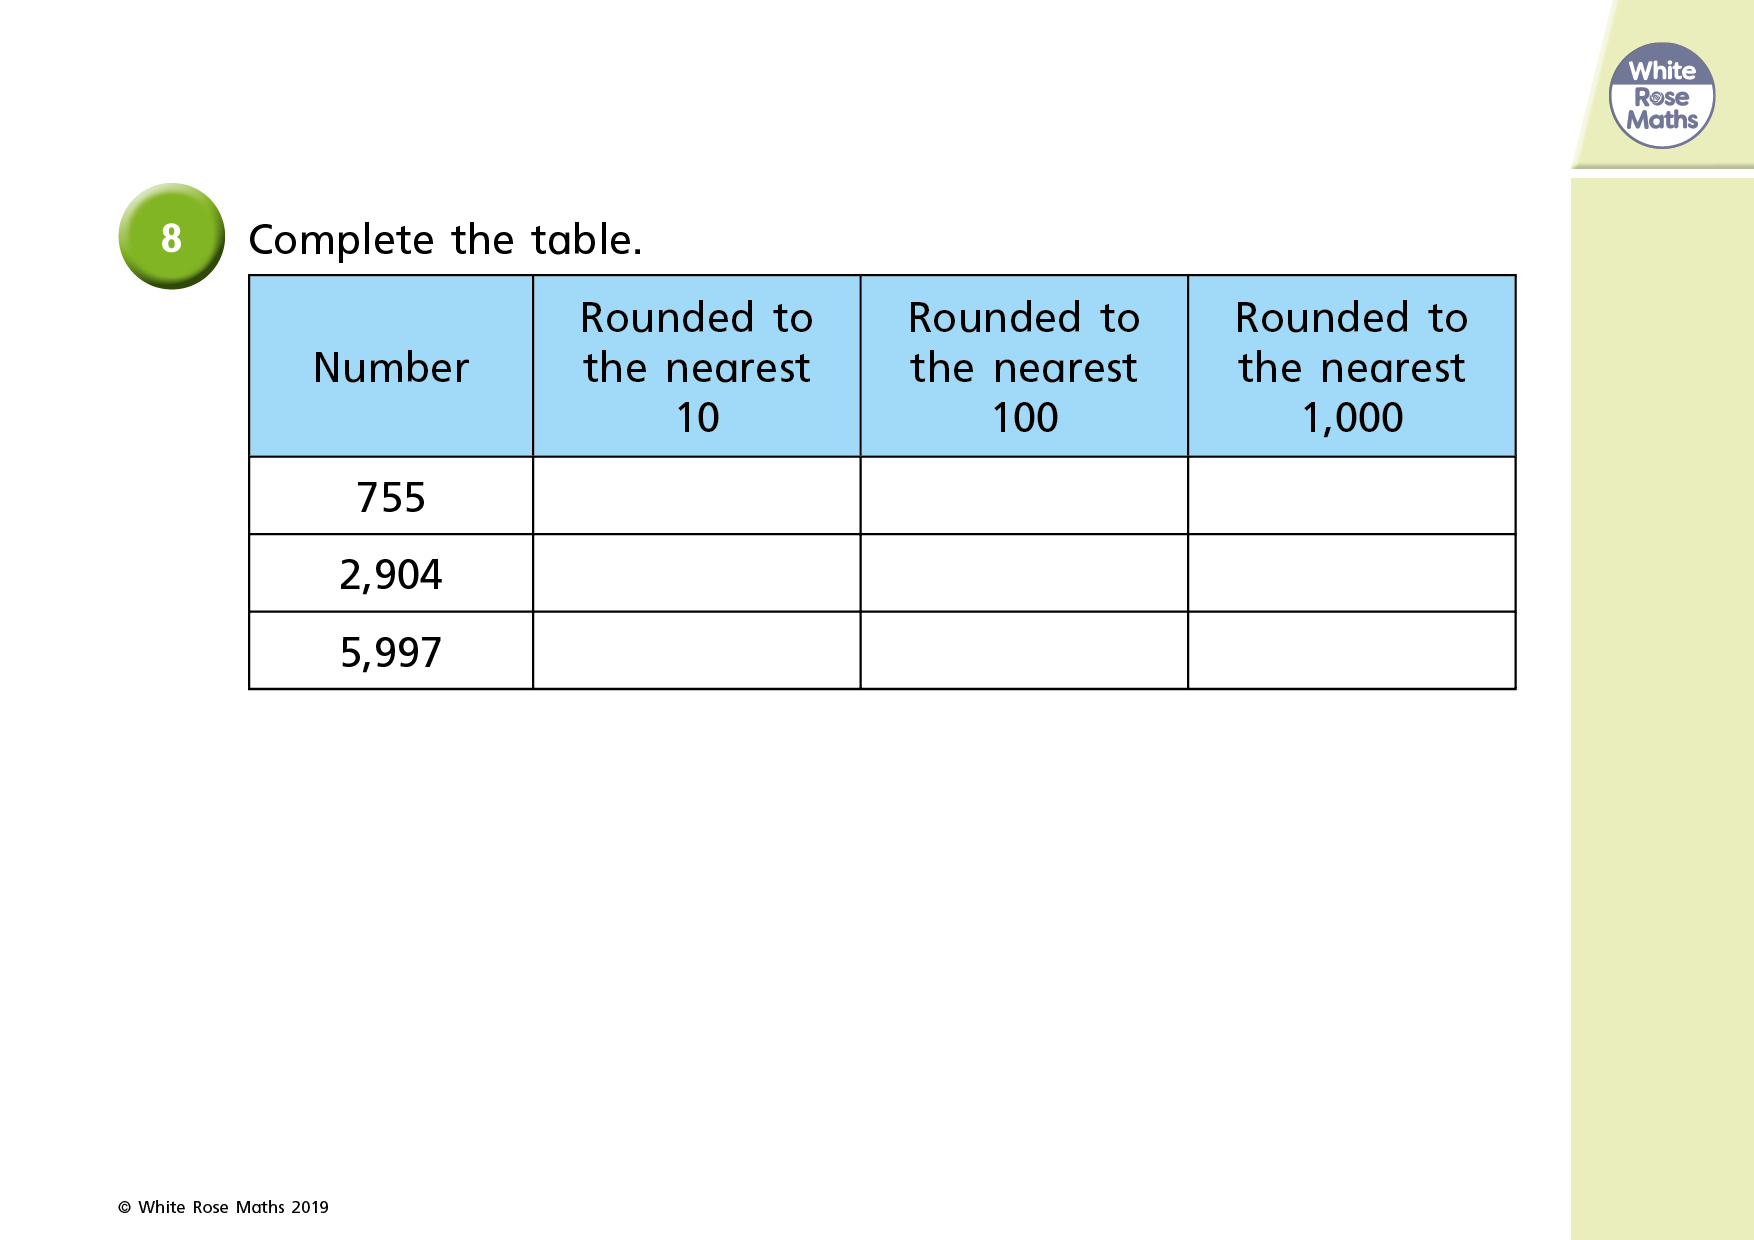 White
Rose
Maths
8 Complete the table.
Number
Rounded to
the nearest
10
Rounded to
the nearest
100
Rounded to
the nearest
1,000
755
2,904
5,997
© White Rose Maths 2019